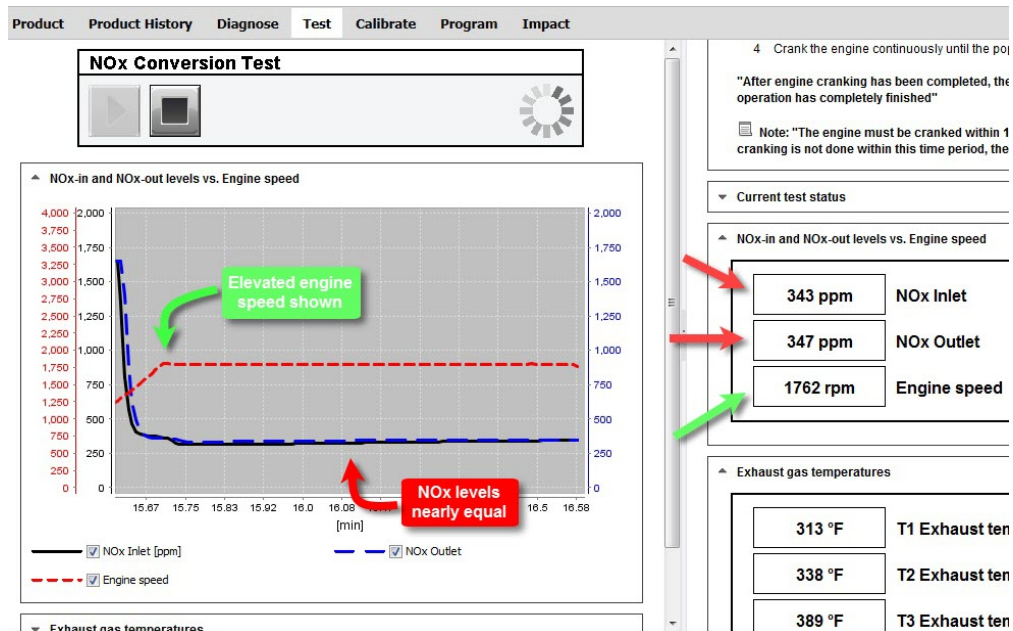 Product Product History Diagnose Test Calibrate Program Impact
NOx Conversion Test
NOx-in and NOx-out levels vs. Engine speed
4,000 2,000 2,000
3,750
3,500 1,750 1,750
3,250
3,000 1,500 1,500
2,750
2,500 1,250 1,250
2,250
2,000 1,000 1,000
1,750
1,500 750 750
1,250
1,000 500 500
750
500 250 250
250
0 0 0
Elevated engine
speed shown
NOx levels
nearly equal
15.67 15.75 15.83 15.92 16.0 16.08 16.5 16.58
[min]
NOx Inlet [ppm] NOx Outlet
Engine speed
Exhaust gas temperatures
4 Crank the engine continuously until the
"After engine cranking has been completed, the
operation has completely finished"
Note: "The engine must be cranked within
cranking is not done within this time period, the
Current test status
NOx-in and NOx-out levels vs. Engine speed
343 ppm NOx Inlet
347 ppm NOx Outlet
1762 rpm Engine speed
Exhaust gas temperatures
313 °F T1 Exhaust
338 °F T2 Exhaust
389 °F T3 Exhaust